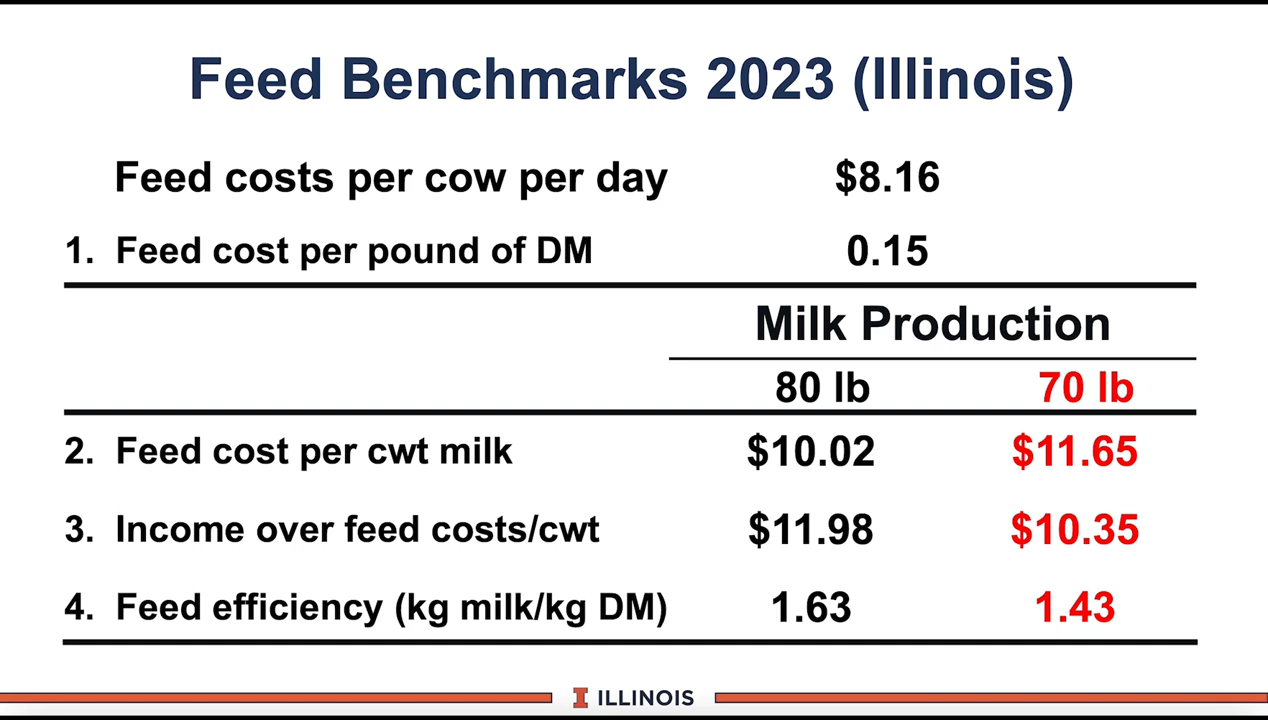 Feed Benchmarks 2023 (Illinois)
Feed costs per cow per day $8.16
1. Feed cost per pound of DM 0.15
Milk Production
80 lb 70 lb
2. Feed cost per cwt milk $10.02 $11.65
3. Income over feed costs/cwt $11.98 $10.35
4. Feed efficiency (kg milk/kg DM) 1.63 1.43
I ILLINOIS